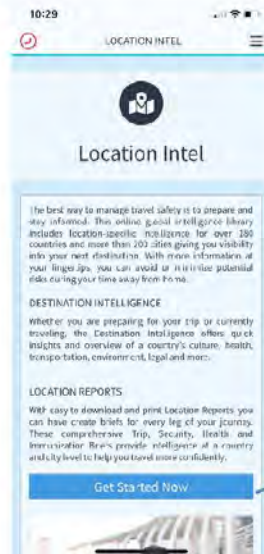 10:29
LOCATION INTEL
Location Intel
The best way to manage travel safety is to prepare and
stay informed. This online global intelligence library
includes location-specific intelligence for over 180
countries and more than 200 cities giving you visibility
into your next destination. With more information at
your fingertips, you can avoid or minimize potential
risks during your time away from home.
DESTINATION INTELLIGENCE
Whether you are preparing for your trip or currently
traveling, the Destination Intelligence offers quick
insights and overview of a country's culture, health,
transportation, environment, legal and more.
LOCATION REPORTS
With easy to download and print Location Reports you
can have create briefs for every leg of your journey.
These comprehensive Trip, Security, Health and
Immunization Briefs provide intelligence at a country
and city level to help you travel more confidently.
Get Started Now